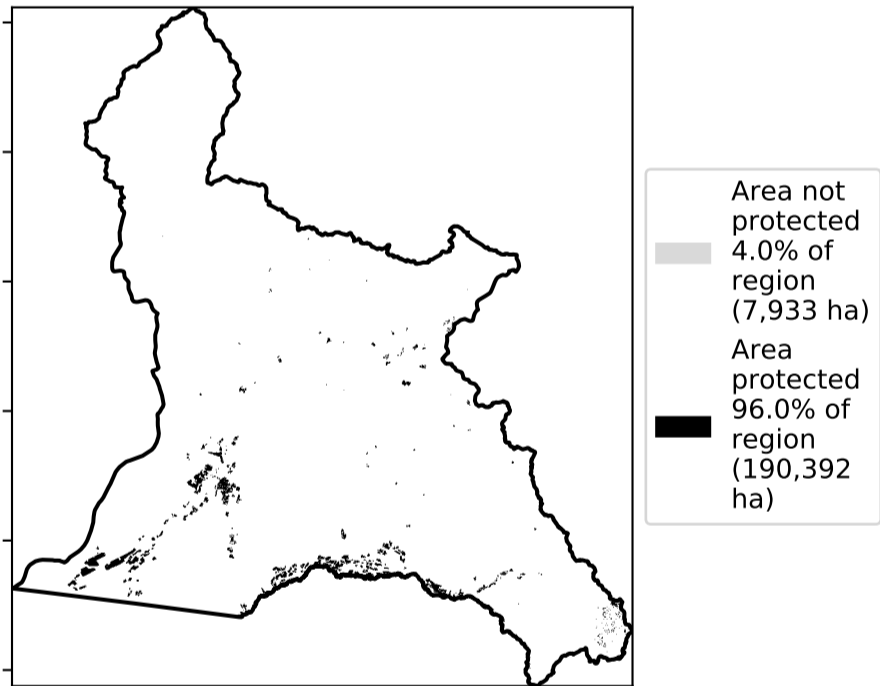 Area not
protected
4.0% of
region
(7,933 ha)
Area
protected
96.0% of
region
(190,392
ha)